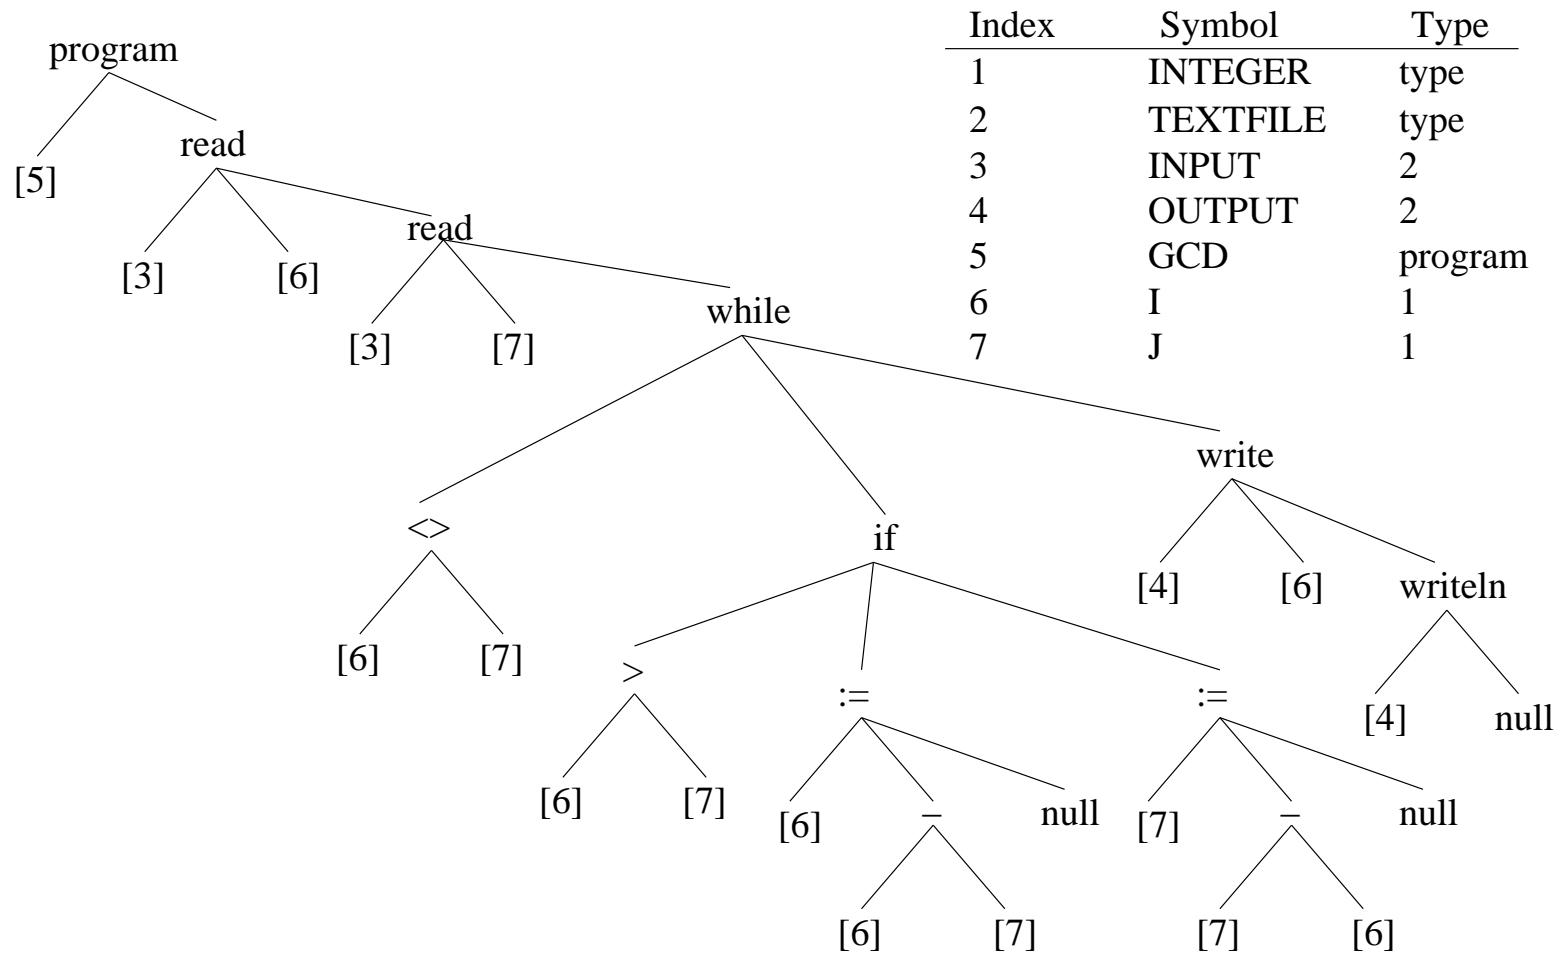 Index Symbol Type
program
1 INTEGER type
2 TEXTFILE type
read
3 INPUT 2
[5]
4 OUTPUT 2
read
5 GCD program
[3] [6]
6 I 1
while
7 J 1
[3] [7]
write
<>
if
[4] [6] writeln
[6] [7]
>
:= :=
[4] null
[6] [7]
[6] - null [7] - null
[6] [7] [7] [6]